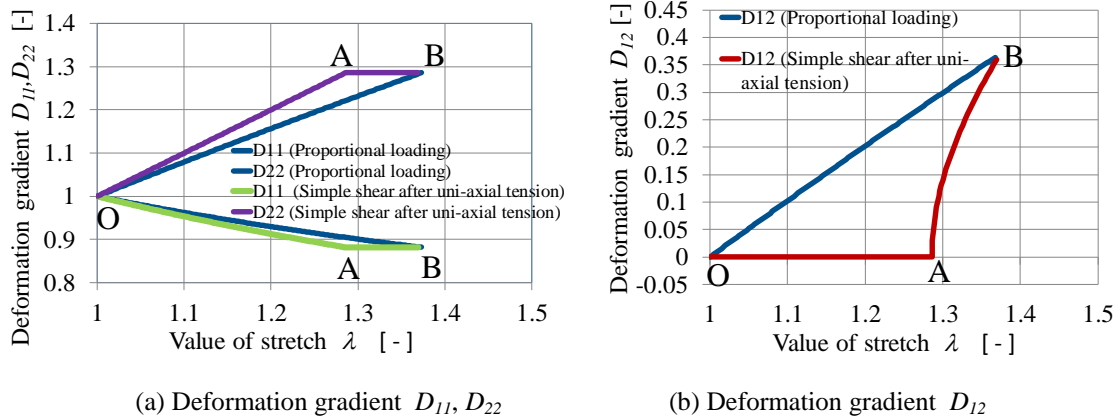 Deformation gradient D11, D22 [-]
1.4
1.3
1.2
1.1
1
0.9
0.8
A
B
D11 (Proportional loading)
D22 (Proportional loading)
D11 (Simple shear after uni-axial tension)
D22 (Simple shear after uni-axial tension)
O
A
B
1 1.1 1.2 1.3 1.4 1.5
Value of stretch λ [ - ]
(a) Deformation gradient D11, D22
Deformation gradient D12 [-]
0.45
0.4
0.35
0.3
0.25
0.2
0.15
0.1
0.05
0
-0.05
D12 (Proportional loading)
D12 (Simple shear after uni-
axial tension)
B
O
A
1 1.1 1.2 1.3 1.4 1.5
Value of stretch λ [ - ]
(b) Deformation gradient D12